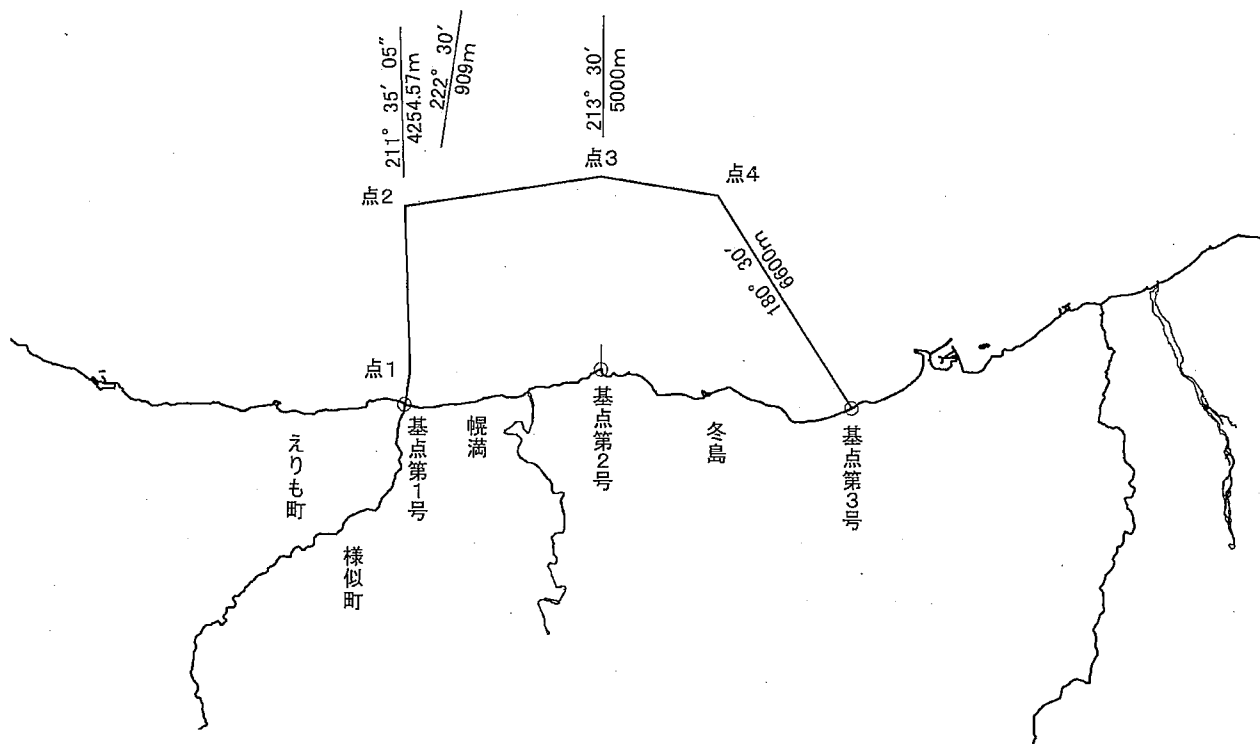 211° 35′ 05″
4254.57m
222° 30′
909m
213° 30′
5000m
点3
点4
点2
180° 30′
6600m
点1
基点第1号
幌満
基点第2号
冬島
基点第3号
えりも町
様似町